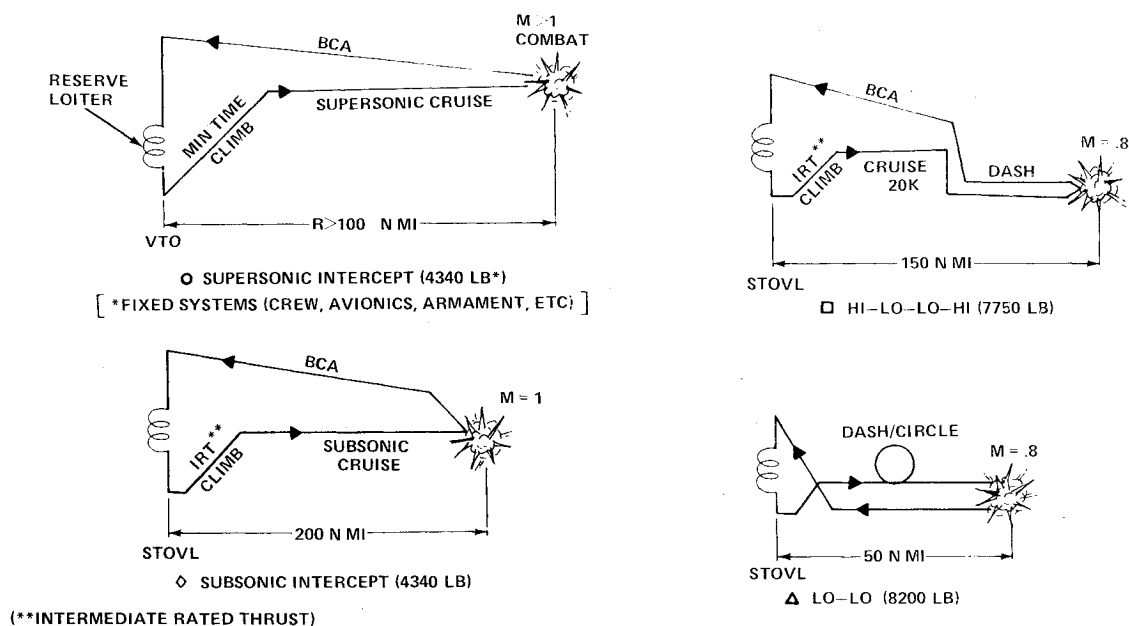 M>1
COMBAT
BCA
RESERVE
LOITER
MIN TIME
CLIMB
SUPERSONIC CRUISE
R>100 N MI
VTO
SUPERSONIC INTERCEPT (4340 LB*)
[ *FIXED SYSTEMS (CREW, AVIONICS, ARMAMENT, ETC) ]
BCA
M = .8
IRT**
CLIMB
CRUISE
20K
DASH
150 N MI
STOVL
HI-LO-LO-HI (7750 LB)
BCA
M = 1
IRT**
CLIMB
SUBSONIC
CRUISE
200 N MI
STOVL
SUBSONIC INTERCEPT (4340 LB)
DASH/CIRCLE
M = .8
50 N MI
STOVL
LO-LO (8200 LB)
(**INTERMEDIATE RATED THRUST)